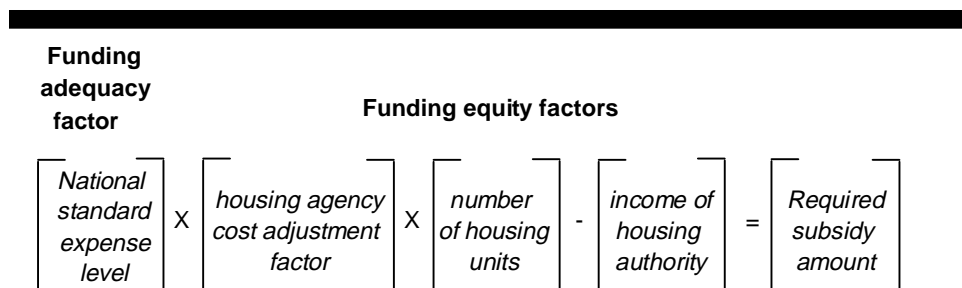 Funding
adequacy
factor
Funding equity factors
National
standard
expense
level
X
housing agency
cost adjustment
factor
X
number
of housing
units
-
income of
housing
authority
=
Required
subsidy
amount